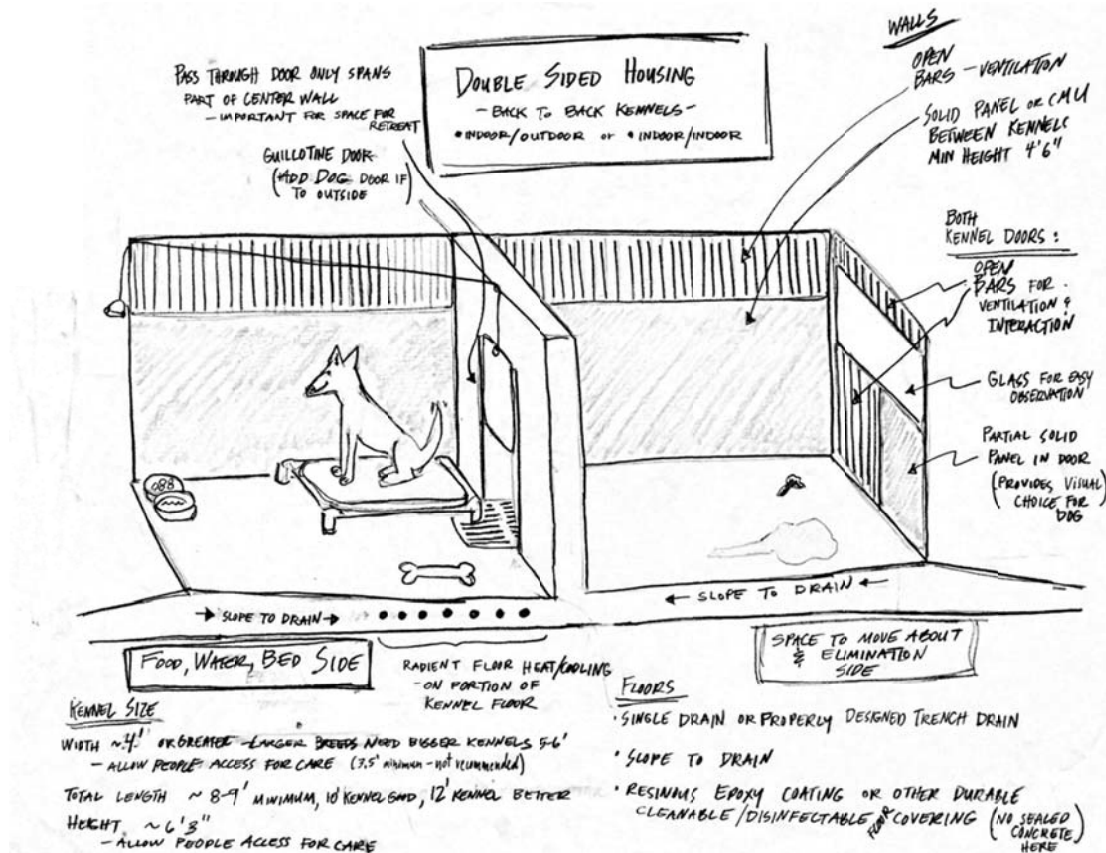 DOUBLE SIDED HOUSING
- BACK TO BACK KENNELS -
• INDOOR/OUTDOOR or • INDOOR/INDOOR
PASS THROUGH DOOR ONLY SPANS
PART OF CENTER WALL
- IMPORTANT FOR SPACE FOR
RETREAT
GUILLOTINE DOOR
(ADD DOG DOOR IF
TO OUTSIDE)
WALLS
OPEN
BARS - VENTILATION
SOLID PANEL OR CMU
BETWEEN KENNELS
MIN HEIGHT 4'6"
BOTH
KENNEL DOORS:
OPEN
BARS FOR
VENTILATION &
INTERACTION
GLASS FOR EASY
OBSERVATION
PARTIAL SOLID
PANEL IN DOOR
(PROVIDES VISUAL
CHOICE FOR
DOG)
→ SLOPE TO DRAIN →
← SLOPE TO DRAIN ←
FOOD, WATER, BED SIDE
RADIENT FLOOR HEAT/COOLING
- ON PORTION OF
KENNEL FLOOR
SPACE TO MOVE ABOUT
& ELIMINATION
SIDE
KENNEL SIZE
WIDTH ~ 4' OR GREATER - LARGER BREEDS NEED BIGGER KENNELS 5-6'
- ALLOW PEOPLE ACCESS FOR CARE (3.5' minimum - not recommended)
TOTAL LENGTH ~ 8-9' MINIMUM, 10' KENNEL GOOD, 12' KENNEL BETTER
HEIGHT ~ 6'3"
- ALLOW PEOPLE ACCESS FOR CARE
FLOORS
• SINGLE DRAIN OR PROPERLY DESIGNED TRENCH DRAIN
• SLOPE TO DRAIN
• RESINOUS EPOXY COATING OR OTHER DURABLE
CLEANABLE/DISINFECTABLE FLOOR COVERING (NO SEALED
CONCRETE
HERE)